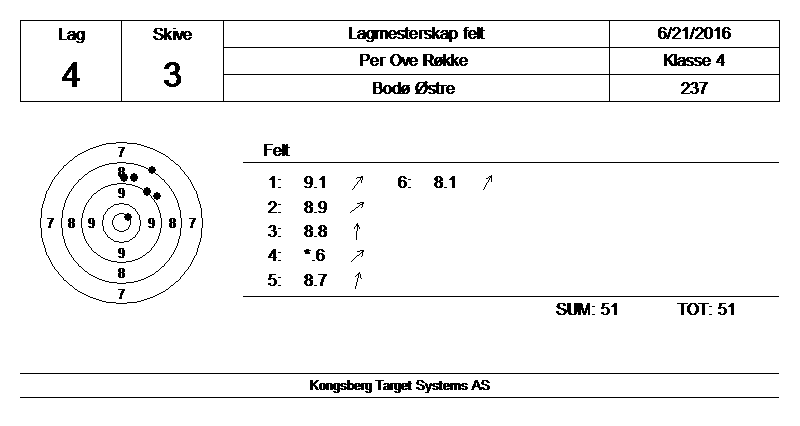 Lag Skive Lagmesterskap felt 6/21/2016
4 3 Per Ove Røkke Klasse 4
Bodø Østre 237
Felt
7
8
9
7 8 9 9 8 7
9
8
7
1: 9.1 6: 8.1
2: 8.9
3: 8.8
4: *.6
5: 8.7
SUM: 51 TOT: 51
Kongsberg Target Systems AS